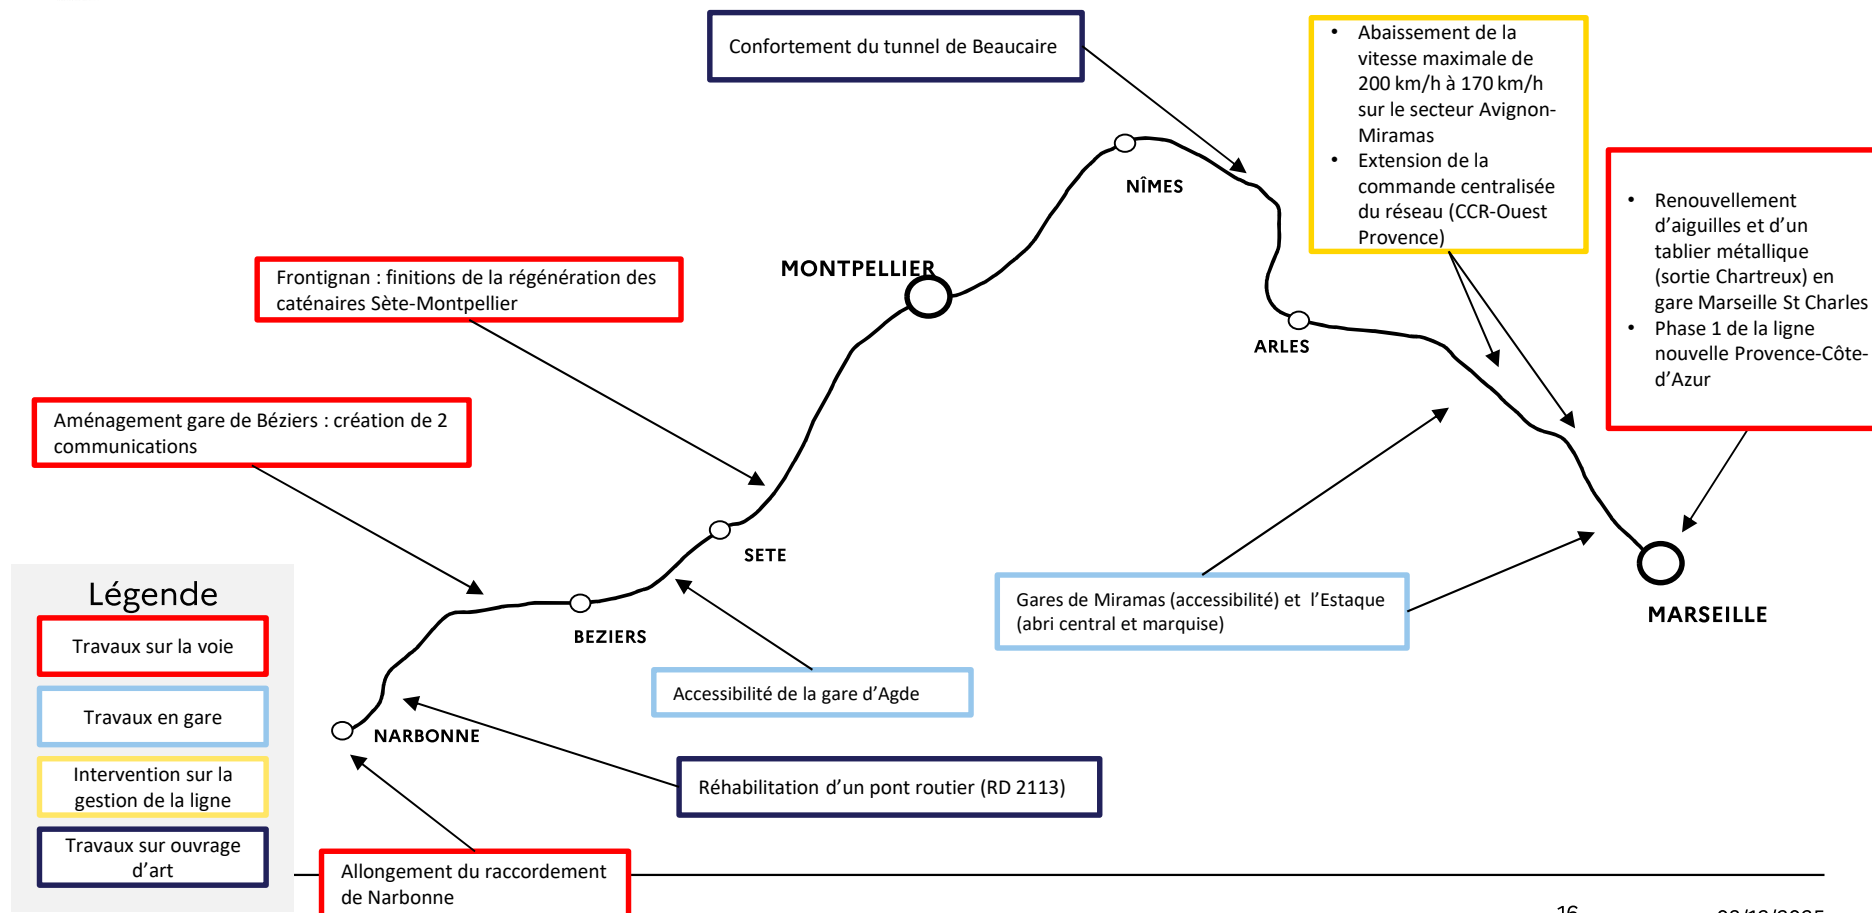 Confortement du tunnel de Beaucaire
• Abaissement de la
vitesse maximale de
200 km/h à 170 km/h
sur le secteur Avignon-
Miramas
• Extension de la
commande centralisée
du réseau (CCR-Ouest
Provence)
• Renouvellement
d’aiguilles et d’un
tablier métallique
(sortie Chartreux) en
gare Marseille St Charles
• Phase 1 de la ligne
nouvelle Provence-Côte-
d’Azur
NÎMES
MONTPELLIER
Frontignan : finitions de la régénération des
caténaires Sète-Montpellier
ARLES
Aménagement gare de Béziers : création de 2
communications
SETE
BEZIERS
Gares de Miramas (accessibilité) et l’Estaque
(abri central et marquise)
MARSEILLE
Accessibilité de la gare d’Agde
NARBONNE
Réhabilitation d’un pont routier (RD 2113)
Allongement du raccordement
de Narbonne
Légende
Travaux sur la voie
Travaux en gare
Intervention sur la
gestion de la ligne
Travaux sur ouvrage
d’art